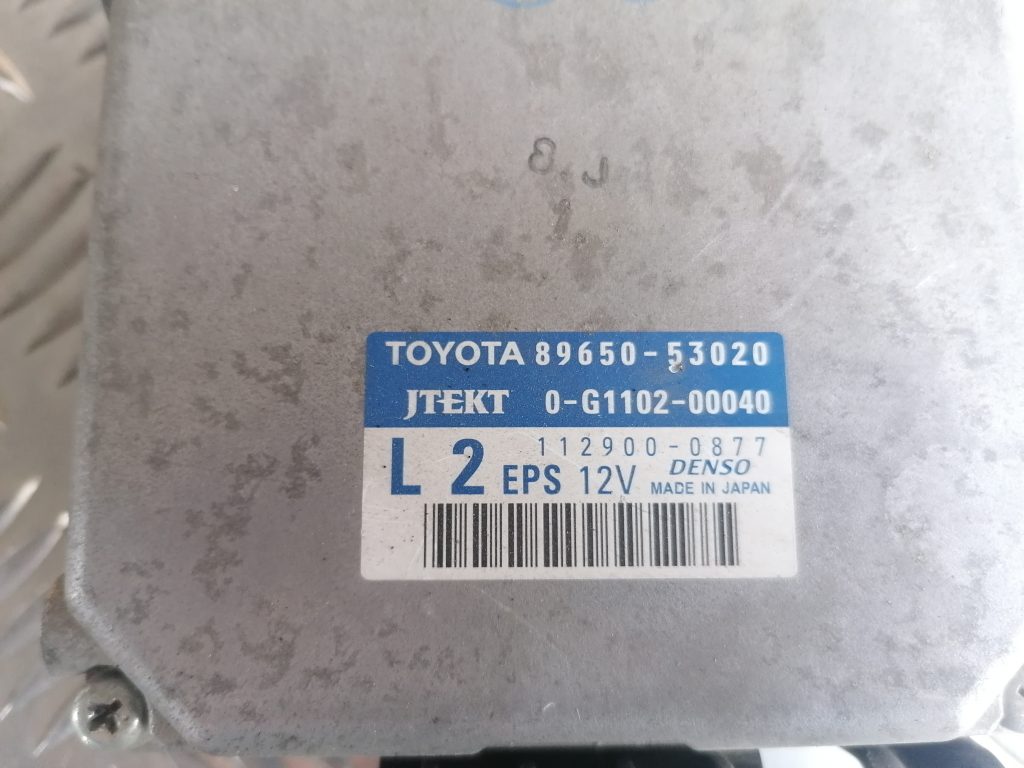 8.J
TOYOTA 89650-53020
JTEKT 0-G1102-00040
112900-0877
L 2 EPS 12V DENSO
MADE IN JAPAN